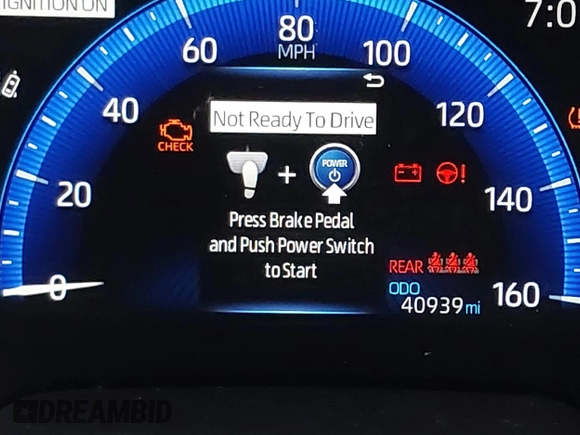 IGNITION ON
7:0
80
MPH
60
100
40
120
20
140
0
160
Not Ready To Drive
CHECK
POWER
+
Press Brake Pedal
and Push Power Switch
to Start
REAR
ODO
40939 mi
DREAMBID